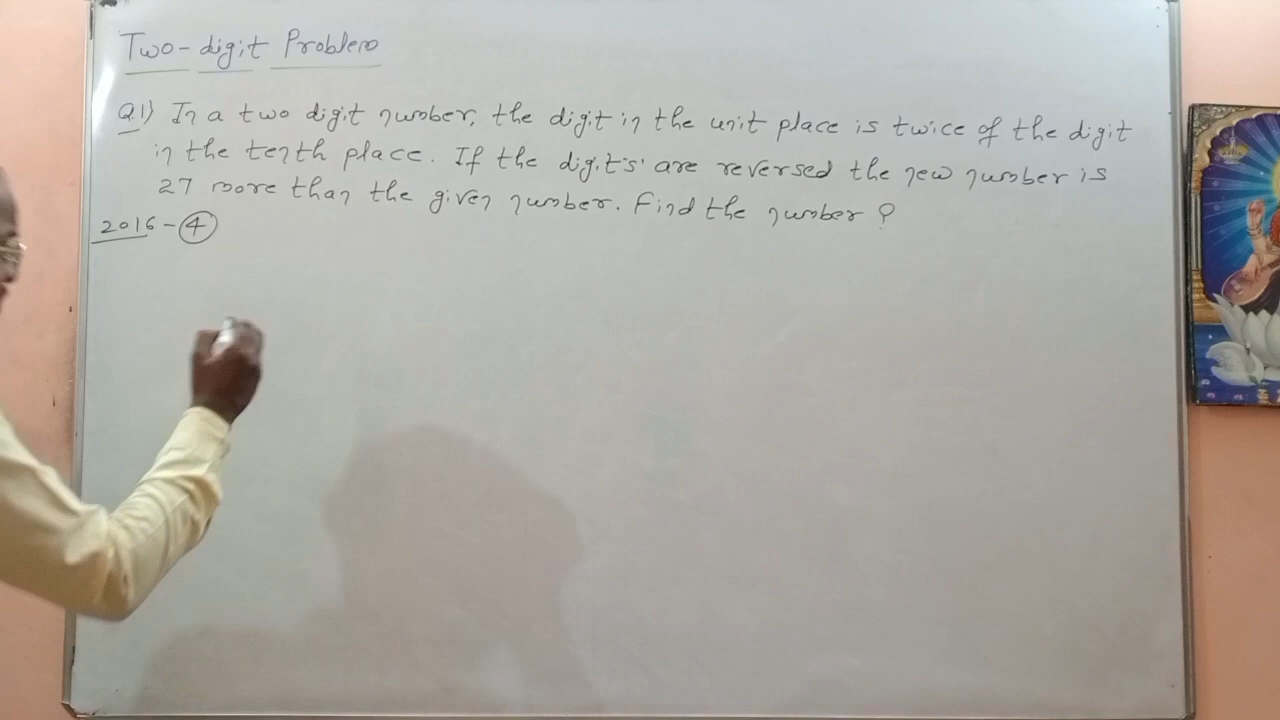 Two-digit Problem
Q.1) In a two digit number, the digit in the unit place is twice of the digit
in the tenth place. If the digits' are reversed the new number is
27 more than the given number. Find the number ?
2016 - 4